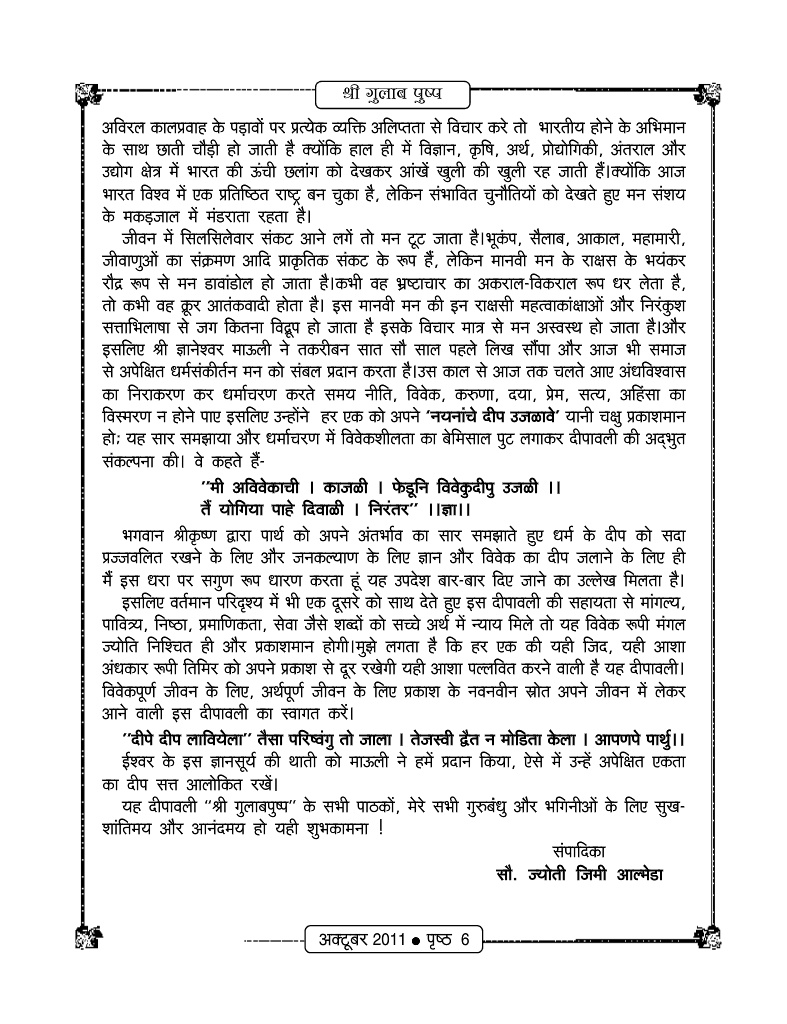 श्री गुलाब पुष्प
अविरल कालप्रवाह के पड़ावों पर प्रत्येक व्यक्ति अलिप्तता से विचार करे तो भारतीय होने के अभिमान
के साथ छाती चौड़ी हो जाती है क्योंकि हाल ही में विज्ञान, कृषि, अर्थ, प्रोद्योगिकी, अंतराल और
उद्योग क्षेत्र में भारत की ऊंची छलांग को देखकर आंखें खुली की खुली रह जाती हैं।क्योंकि आज
भारत विश्व में एक प्रतिष्ठित राष्ट्र बन चुका है, लेकिन संभावित चुनौतियों को देखते हुए मन संशय
के मकड़जाल में मंडराता रहता है।
जीवन में सिलसिलेवार संकट आने लगें तो मन टूट जाता है।भूकंप, सैलाब, आकाल, महामारी,
जीवाणुओं का संक्रमण आदि प्राकृतिक संकट के रूप हैं, लेकिन मानवी मन के राक्षस के भयंकर
रौद्र रूप से मन डावांडोल हो जाता है।कभी वह भ्रष्टाचार का अकराल-विकराल रूप धर लेता है,
तो कभी वह क्रूर आतंकवादी होता है। इस मानवी मन की इन राक्षसी महत्वाकांक्षाओं और निरंकुश
सत्ताभिलाषा से जग कितना विद्रूप हो जाता है इसके विचार मात्र से मन अस्वस्थ हो जाता है।और
इसलिए श्री ज्ञानेश्वर माऊली ने तकरीबन सात सौ साल पहले लिख सौंपा और आज भी समाज
से अपेक्षित धर्मसंकीर्तन मन को संबल प्रदान करता है।उस काल से आज तक चलते आए अंधविश्वास
का निराकरण कर धर्माचरण करते समय नीति, विवेक, करुणा, दया, प्रेम, सत्य, अहिंसा का
विस्मरण न होने पाए इसलिए उन्होंने हर एक को अपने ‘नयनांचे दीप उजळावे’ यानी चक्षु प्रकाशमान
हो; यह सार समझाया और धर्माचरण में विवेकशीलता का बेमिसाल पुट लगाकर दीपावली की अद्‌भुत
संकल्पना की। वे कहते हैं-
’’मी अविवेकाची । काजळी । फेडूनि विवेकुदीपु उजळी ।।
तैं योगिया पाहे दिवाळी । निरंतर’’ ।।ज्ञा।।
भगवान श्रीकृष्ण द्वारा पार्थ को अपने अंतर्भाव का सार समझाते हुए धर्म के दीप को सदा
प्रज्जवलित रखने के लिए और जनकल्याण के लिए ज्ञान और विवेक का दीप जलाने के लिए ही
मैं इस धरा पर सगुण रूप धारण करता हूं यह उपदेश बार-बार दिए जाने का उल्लेख मिलता है।
इसलिए वर्तमान परिदृश्य में भी एक दूसरे को साथ देते हुए इस दीपावली की सहायता से मांगल्य,
पावित्र्य, निष्ठा, प्रमाणिकता, सेवा जैसे शब्दों को सच्चे अर्थ में न्याय मिले तो यह विवेक रूपी मंगल
ज्योति निश्चित ही और प्रकाशमान होगी।मुझे लगता है कि हर एक की यही जिद, यही आशा
अंधकार रूपी तिमिर को अपने प्रकाश से दूर रखेगी यही आशा पल्लवित करने वाली है यह दीपावली।
विवेकपूर्ण जीवन के लिए, अर्थपूर्ण जीवन के लिए प्रकाश के नवनवीन स्रोत अपने जीवन में लेकर
आने वाली इस दीपावली का स्वागत करें।
’’दीपे दीप लावियेला’’ तैसा परिष्वंगु तो जाला । तेजस्वी द्वैत न मोडिता केला । आपणपे पार्थु।।
ईश्वर के इस ज्ञानसूर्य की थाती को माऊली ने हमें प्रदान किया, ऐसे में उन्हें अपेक्षित एकता
का दीप सत्त आलोकित रखें।
यह दीपावली ‘‘श्री गुलाबपुष्प’’ के सभी पाठकों, मेरे सभी गुरुबंधु और भगिनीओं के लिए सुख-
शांतिमय और आनंदमय हो यही शुभकामना !
संपादिका
सौ. ज्योती जिमी आल्मेडा
अक्टूबर 2011 ● पृष्ठ 6